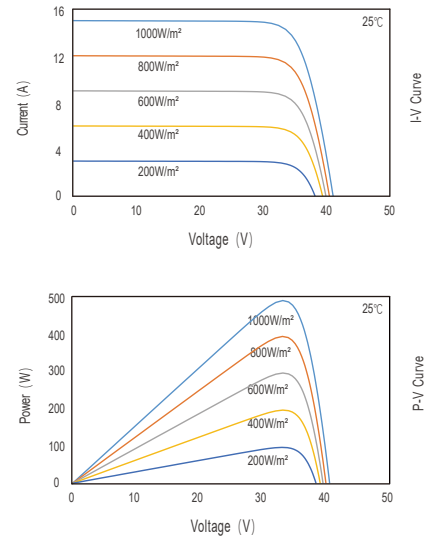 16
25℃
1000W/m²
12
800W/m²
600W/m²
8
400W/m²
4
200W/m²
0
0 10 20 30 40 50
Current (A)
Voltage (V)
I-V Curve
500
25℃
1000W/m²
400
800W/m²
300
600W/m²
200
400W/m²
100
200W/m²
0
0 10 20 30 40 50
Power (W)
Voltage (V)
P-V Curve